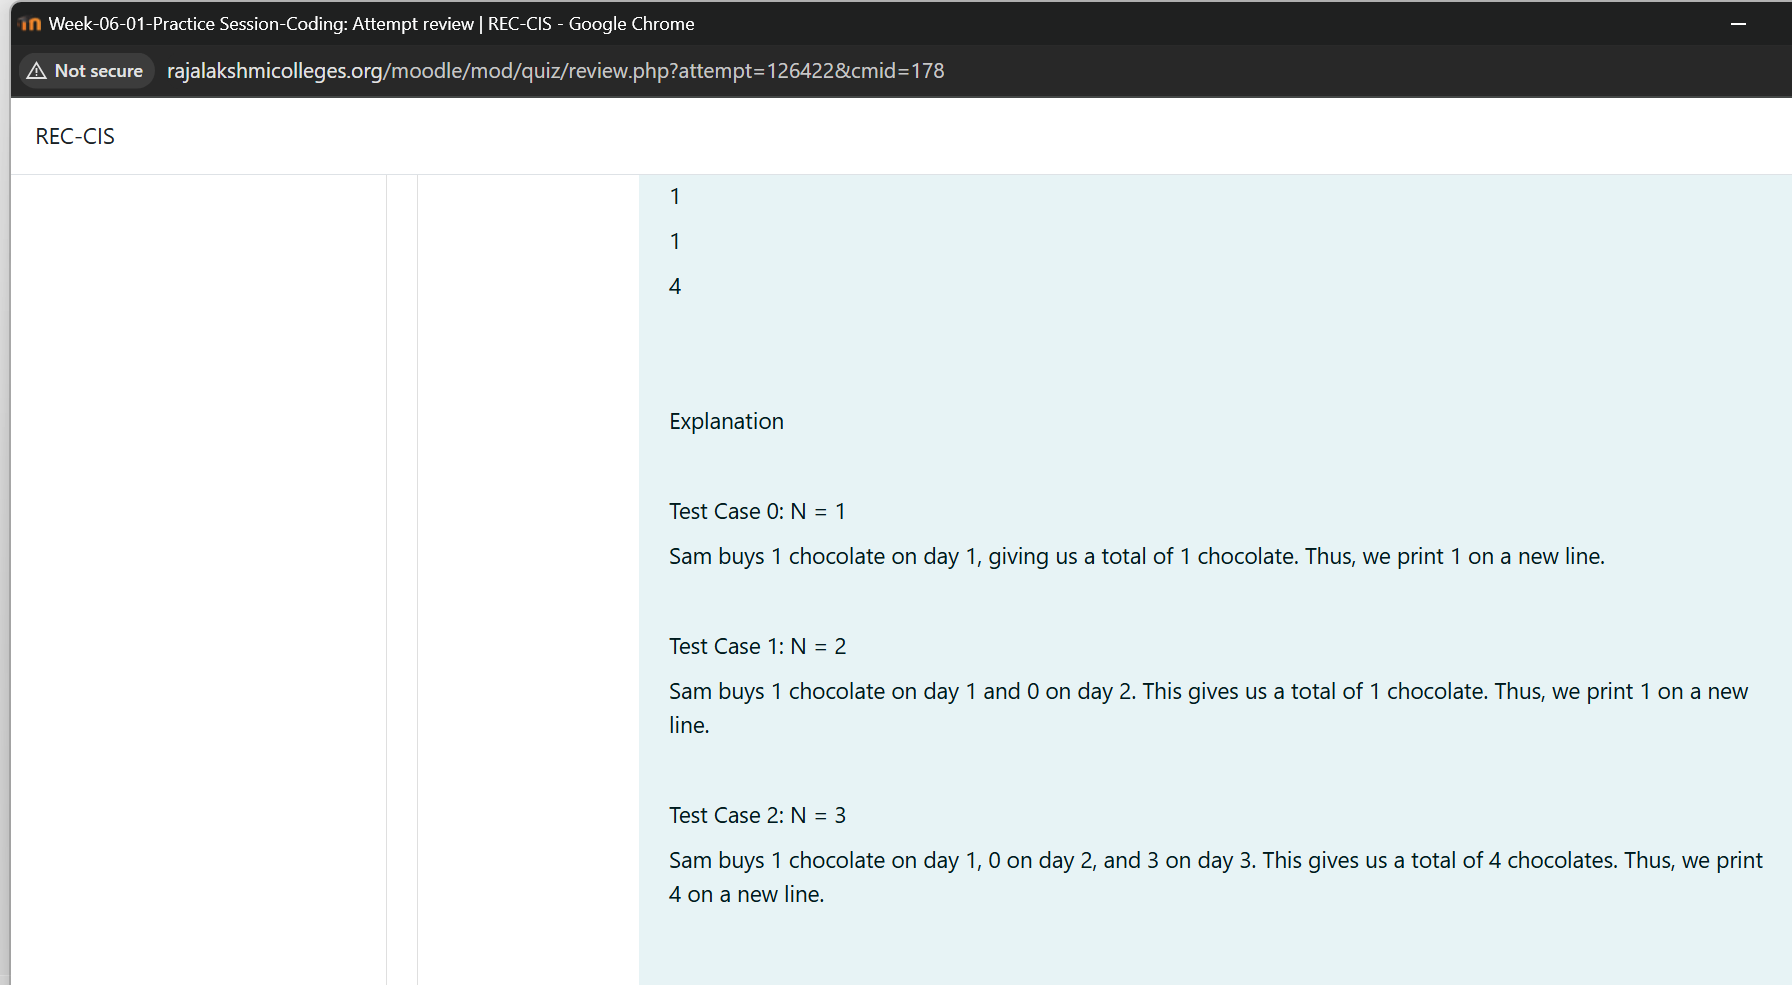 Week-06-01-Practice Session-Coding: Attempt review | REC-CIS - Google Chrome
Not secure rajalakshmicolleges.org/moodle/mod/quiz/review.php?attempt=126422&cmid=178
REC-CIS
1
1
4
Explanation
Test Case 0: N = 1
Sam buys 1 chocolate on day 1, giving us a total of 1 chocolate. Thus, we print 1 on a new line.
Test Case 1: N = 2
Sam buys 1 chocolate on day 1 and 0 on day 2. This gives us a total of 1 chocolate. Thus, we print 1 on a new
line.
Test Case 2: N = 3
Sam buys 1 chocolate on day 1, 0 on day 2, and 3 on day 3. This gives us a total of 4 chocolates. Thus, we print
4 on a new line.